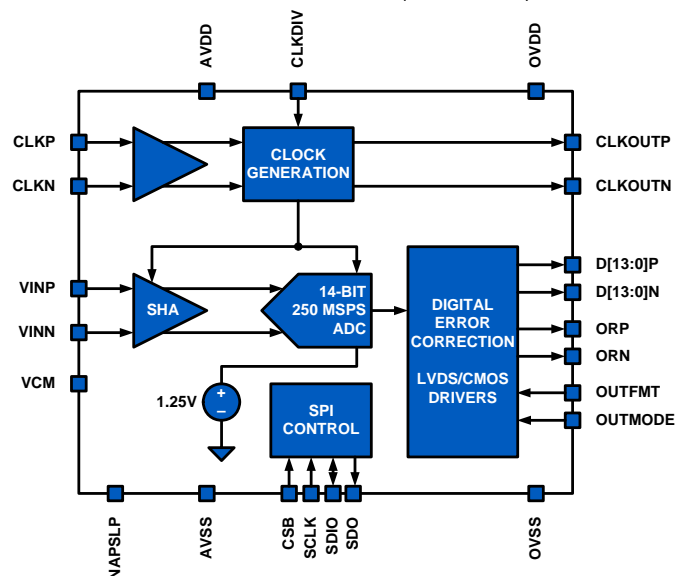 AVDD
CLKDIV
OVDD
CLKP
CLKN
CLOCK
GENERATION
CLKOUTP
CLKOUTN
VINP
VINN
VCM
SHA
14-BIT
250 MSPS
ADC
DIGITAL
ERROR
CORRECTION
LVDS/CMOS
DRIVERS
D[13:0]P
D[13:0]N
ORP
ORN
OUTFMT
OUTMODE
1.25V
+
–
SPI
CONTROL
NAPSLP
AVSS
CSB
SCLK
SDIO
SDO
OVSS